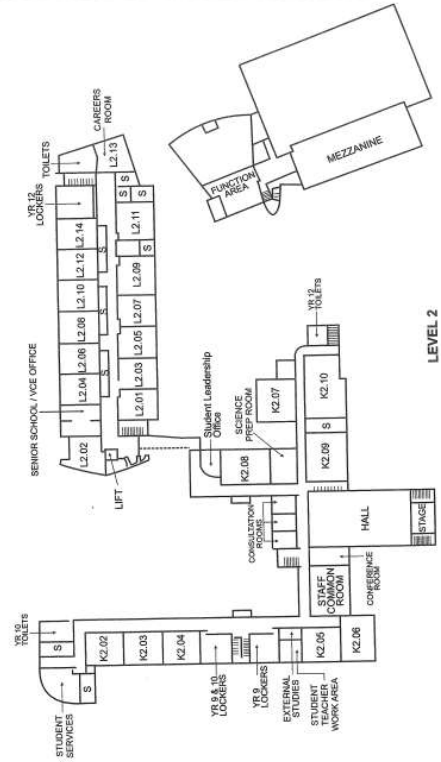 TOILETS
CAREERS
ROOM
L2.13
S
S
S
YR 12
LOCKERS
L2.14
S
L2.12
L2.10
S
L2.08
L2.06
S
L2.04
L2.11
S
L2.09
L2.07
L2.05
L2.03
L2.01
SENIOR SCHOOL / VCE OFFICE
L2.02
LIFT
FUNCTION
AREA
MEZZANINE
Student Leadership
Office
SCIENCE
PREP ROOM
K2.07
K2.08
YR 12
TOILETS
K2.10
S
K2.09
CONSULTATION
ROOMS
HALL
STAGE
STAFF
COMMON
ROOM
CONFERENCE
ROOM
YR 10
TOILETS
S
STUDENT
SERVICES
S
K2.02
K2.03
K2.04
YR 9 & 10
LOCKERS
YR 9
LOCKERS
EXTERNAL
STUDIES
STUDENT
TEACHER
WORK AREA
K2.05
K2.06
LEVEL 2